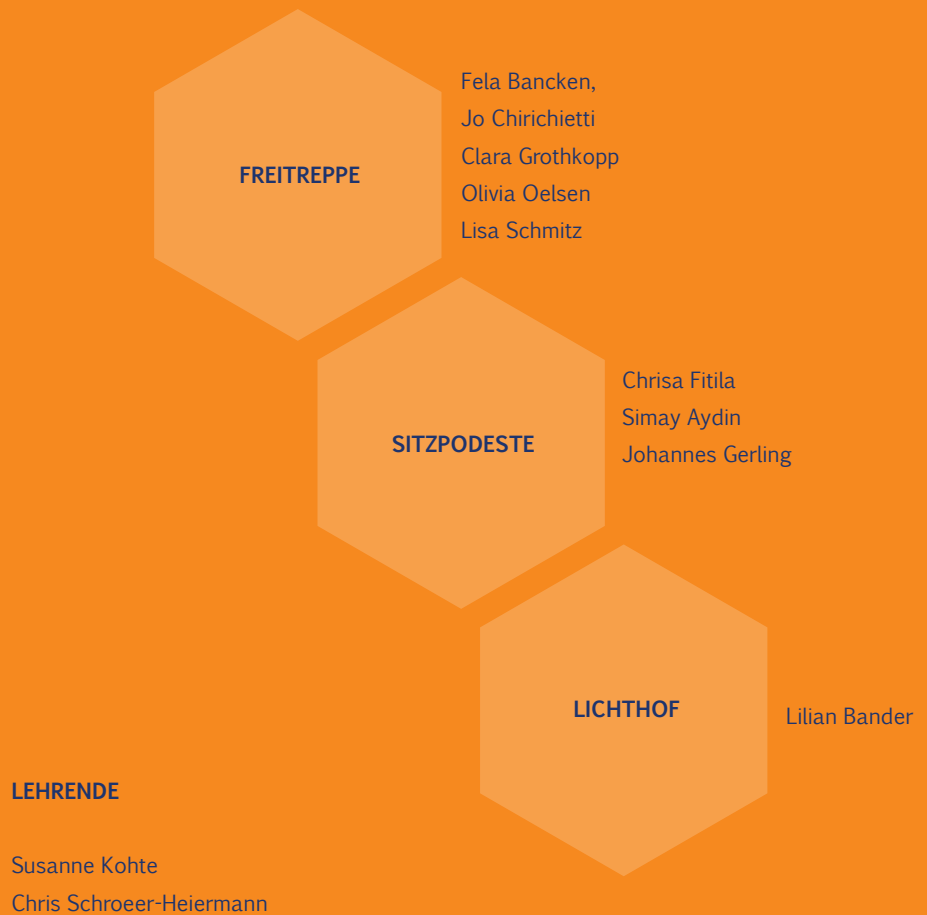 FREITREPPE
Fela Bancken,
Jo Chirichietti
Clara Grothkopp
Olivia Oelsen
Lisa Schmitz
SITZPODESTE
Chrisa Fitila
Simay Aydin
Johannes Gerling
LICHTHOF
Lilian Bander
LEHRENDE
Susanne Kohte
Chris Schroeer-Heiermann